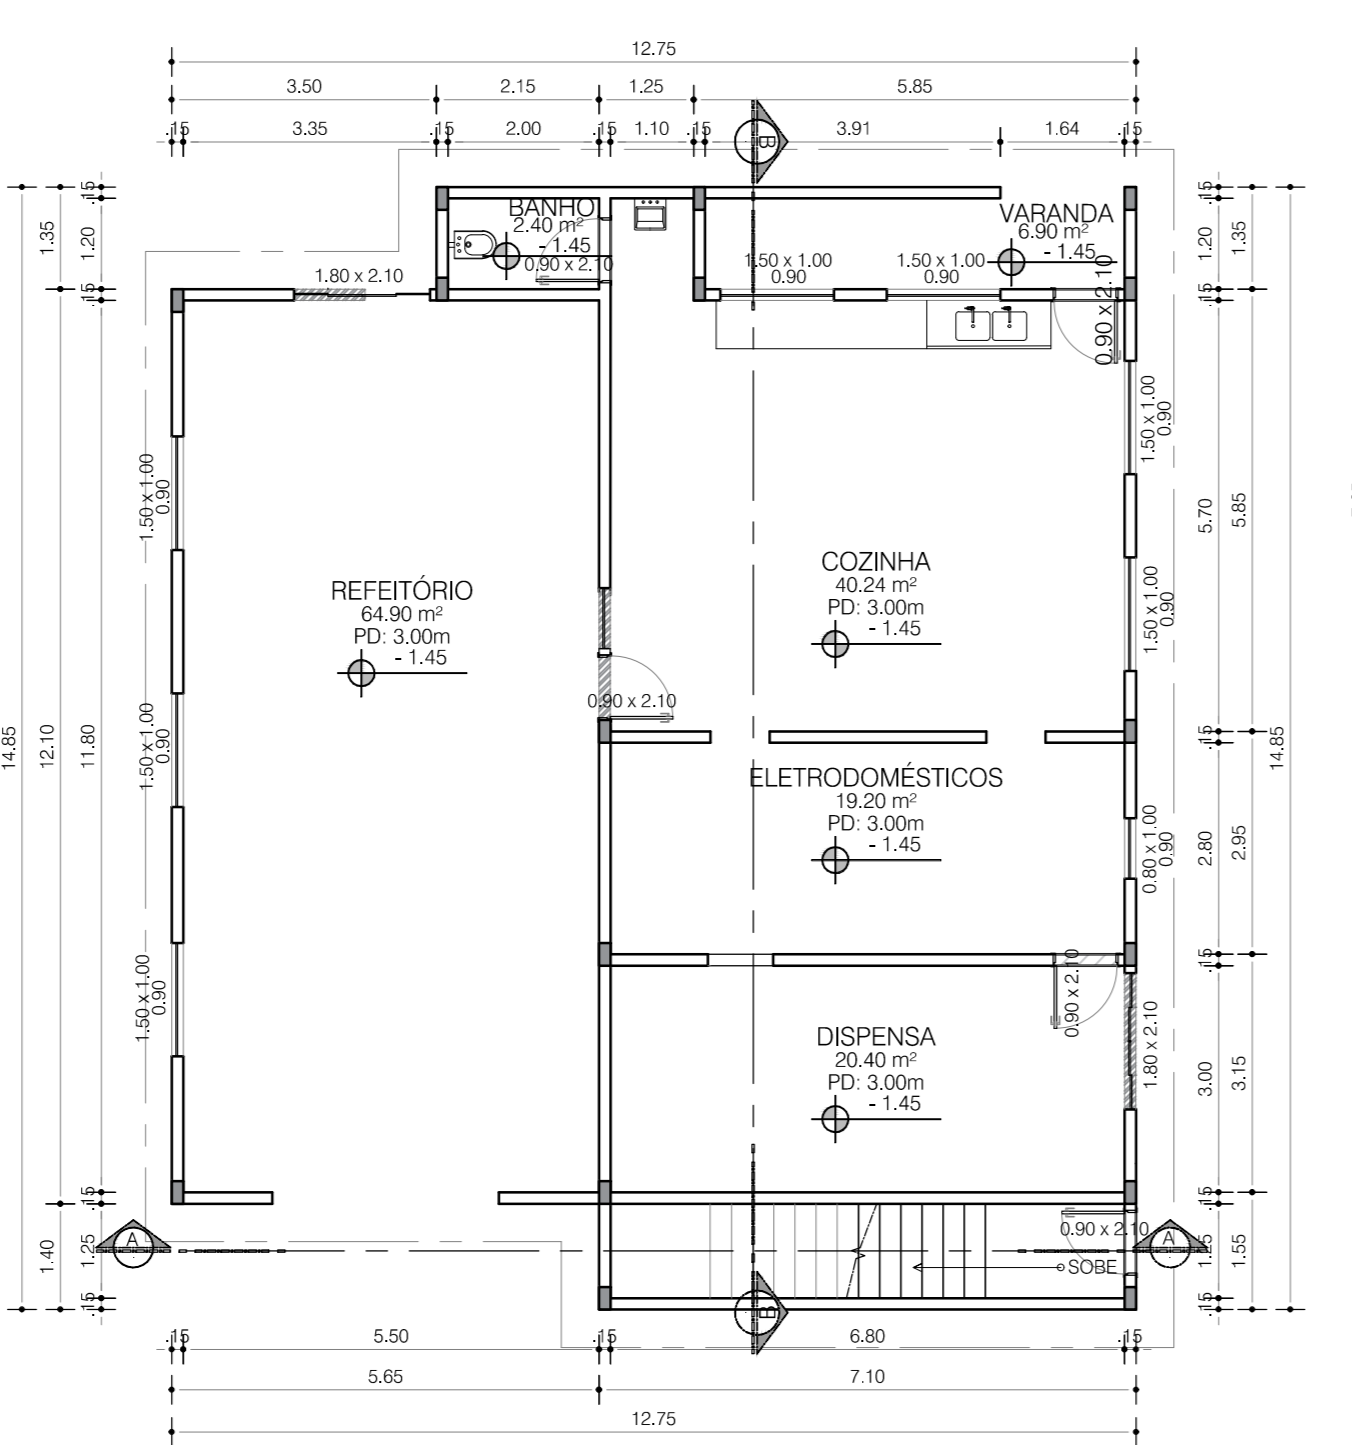 12.75
3.50 2.15 1.25 5.85
.15 3.35 .15 2.00 .15 1.10 .15 3.91 1.64 .15
B
BANHO
2.40 m²
- 1.45
0.90 x 2.10
VARANDA
6.90 m²
- 1.45
1.80 x 2.10
1.50 x 1.00
0.90
1.50 x 1.00
0.90
0.90 x 2.10
.15
1.35
1.20
.15
.15
1.20
1.35
.15
1.50 x 1.00
0.90
1.50 x 1.00
0.90
5.70
5.85
1.50 x 1.00
0.90
COZINHA
40.24 m²
PD: 3.00m
- 1.45
REFEITÓRIO
64.90 m²
PD: 3.00m
- 1.45
0.90 x 2.10
14.85
12.10
11.80
1.50 x 1.00
0.90
ELETRODOMÉSTICOS
19.20 m²
PD: 3.00m
- 1.45
.15
14.85
0.80 x 1.00
0.90
2.80
2.95
.15
1.50 x 1.00
0.90
0.90 x 2.10
DISPENSA
20.40 m²
PD: 3.00m
- 1.45
1.80 x 2.10
3.00
3.15
.15
.15
1.40
1.25
.15
A
0.90 x 2.10
A
SOBE
1.55
.15
B
.15 5.50 .15 6.80 .15
5.65 7.10
12.75